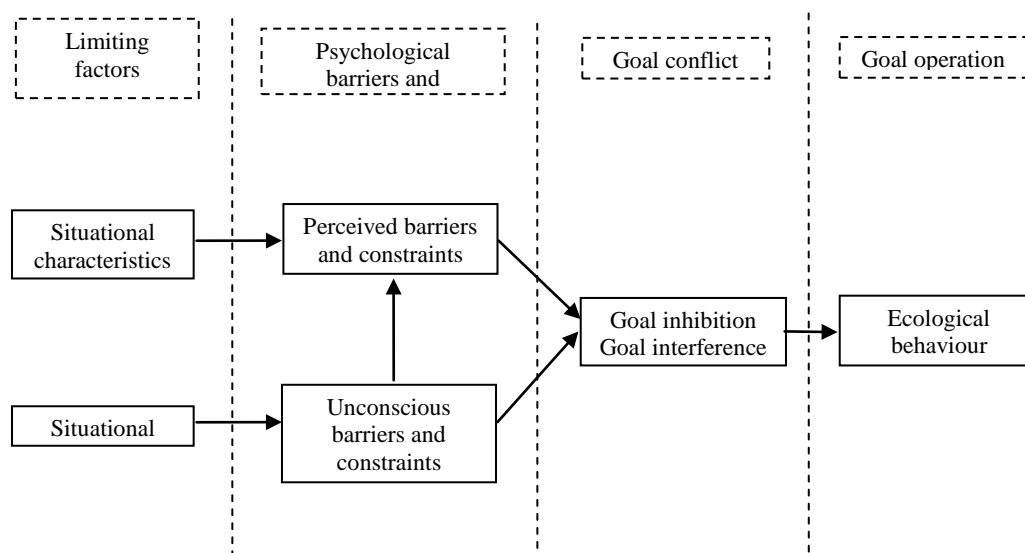 Limiting
factors
Psychological
barriers and
Goal conflict
Goal operation
Situational
characteristics
Perceived barriers
and constraints
Goal inhibition
Goal interference
Ecological
behaviour
Situational
Unconscious
barriers and
constraints